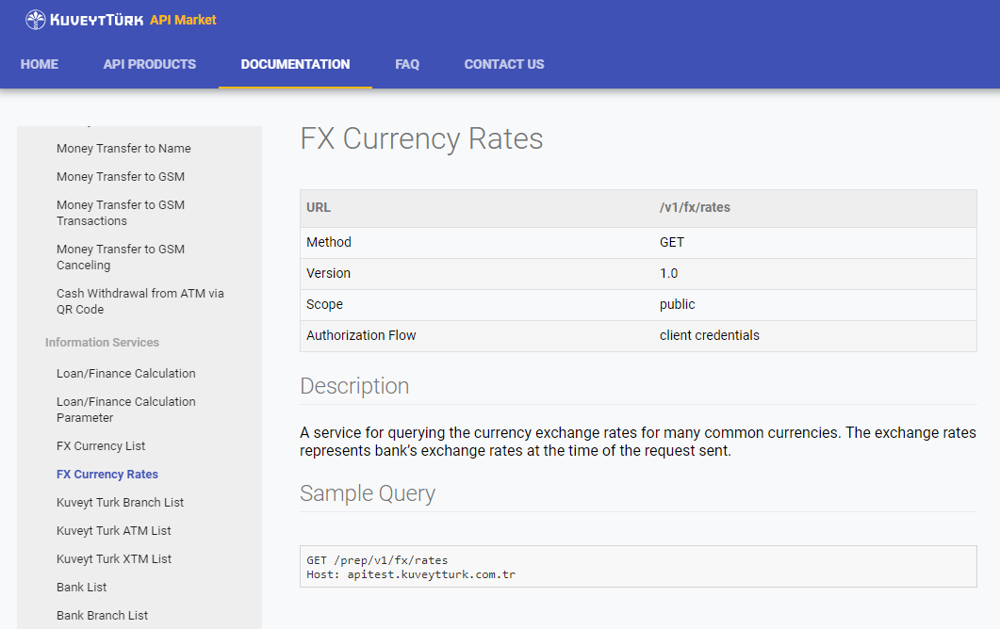 KUVEYTTÜRK API Market
HOME API PRODUCTS DOCUMENTATION FAQ CONTACT US
Money Transfer to Name
Money Transfer to GSM
Money Transfer to GSM
Transactions
Money Transfer to GSM
Canceling
Cash Withdrawal from ATM via
QR Code
Information Services
Loan/Finance Calculation
Loan/Finance Calculation
Parameter
FX Currency List
FX Currency Rates
Kuveyt Turk Branch List
Kuveyt Turk ATM List
Kuveyt Turk XTM List
Bank List
Bank Branch List
FX Currency Rates
URL /v1/fx/rates
Method GET
Version 1.0
Scope public
Authorization Flow client credentials
Description
A service for querying the currency exchange rates for many common currencies. The exchange rates
represents bank's exchange rates at the time of the request sent.
Sample Query
GET /prep/v1/fx/rates
Host: apitest.kuveytturk.com.tr